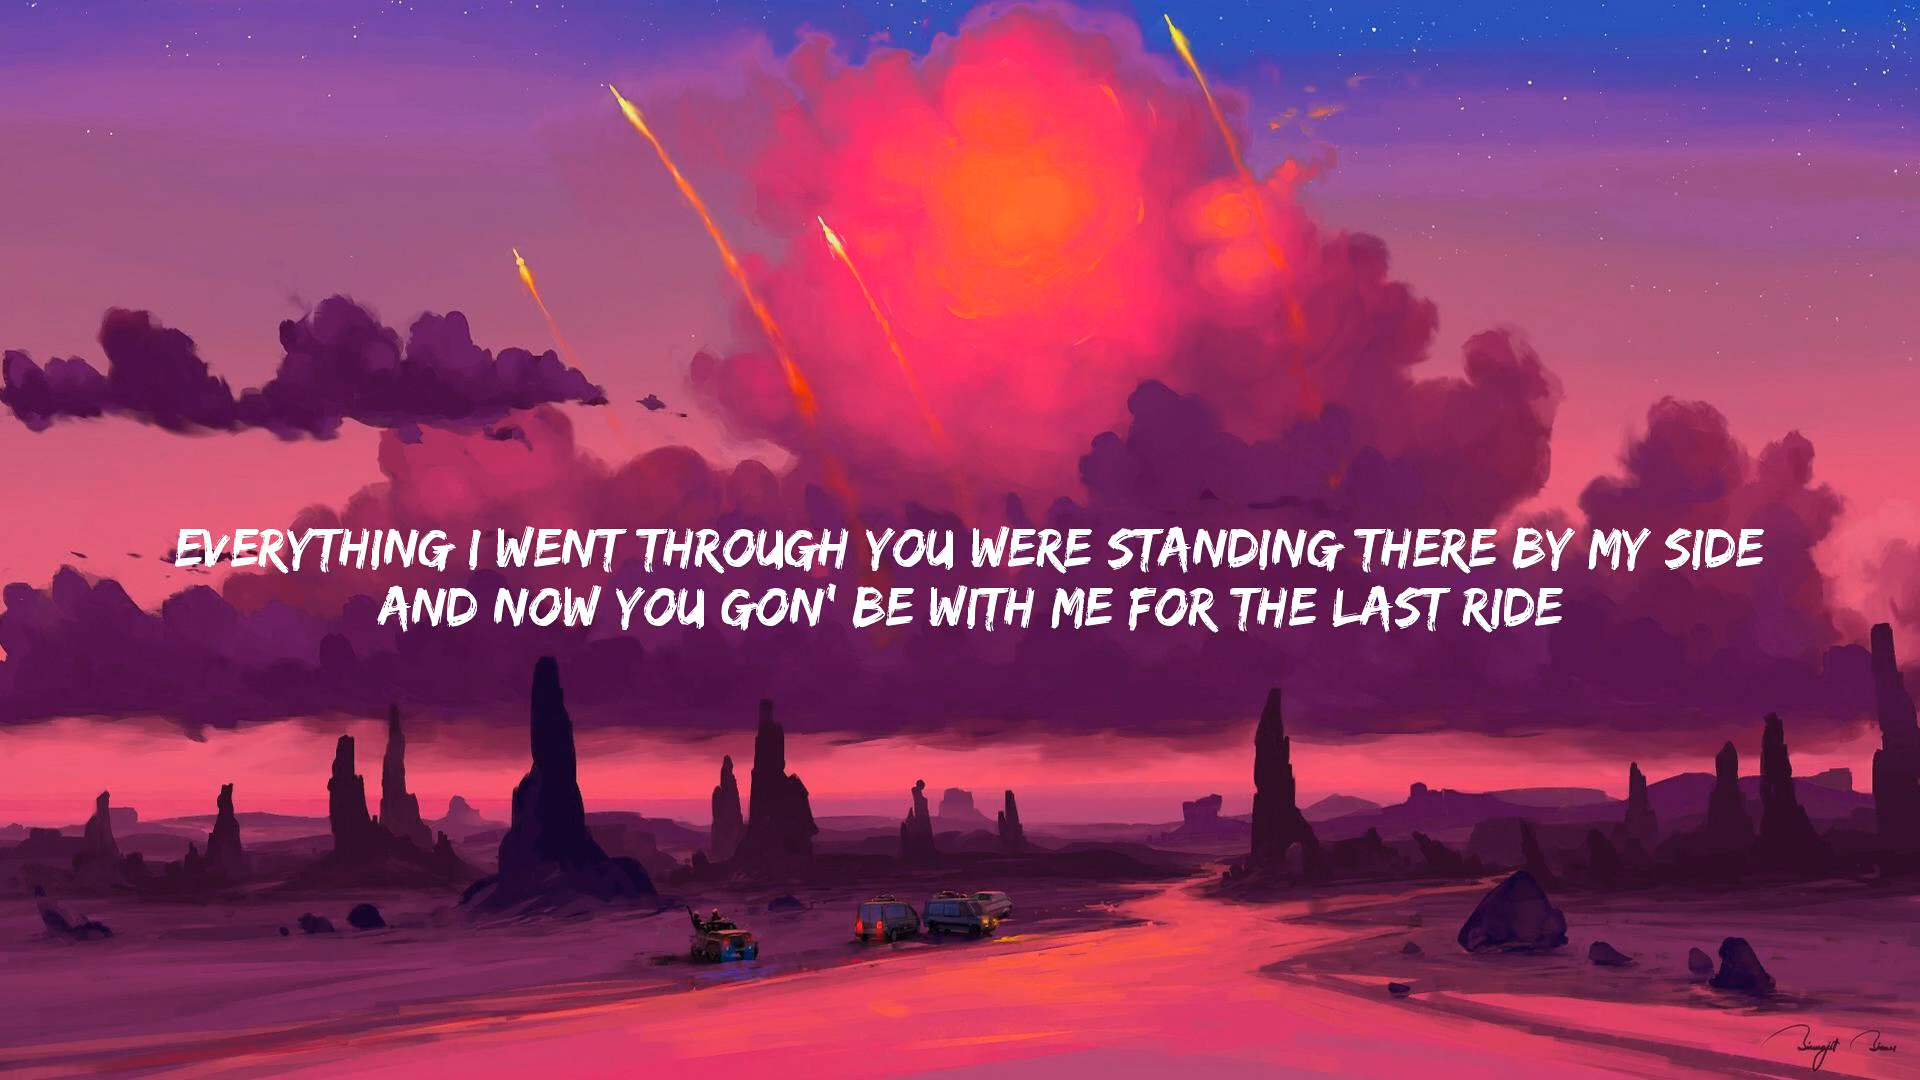 EVERYTHING I WENT THROUGH YOU WERE STANDING THERE BY MY SIDE
AND NOW YOU GON' BE WITH ME FOR THE LAST RIDE